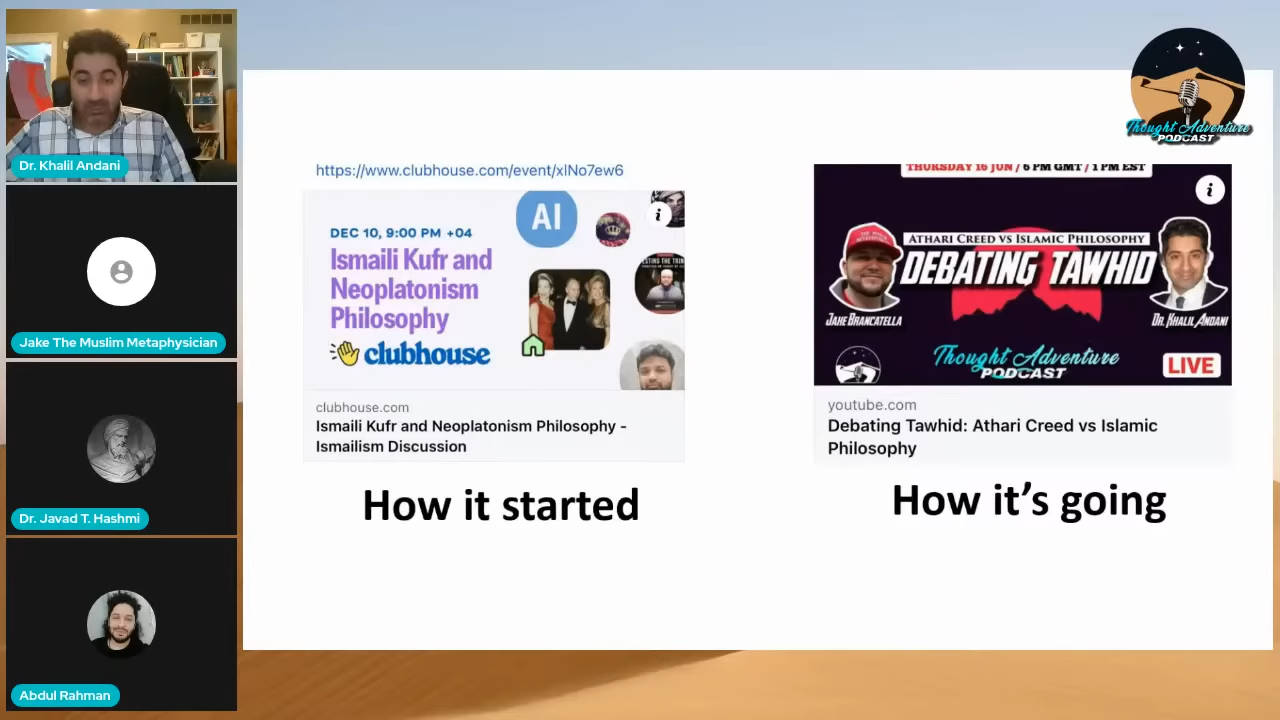 Dr. Khalil Andani
Jake The Muslim Metaphysician
Dr. Javad T. Hashmi
Abdul Rahman
https://www.clubhouse.com/event/xlNo7ew6
DEC 10, 9:00 PM +04
Ismaili Kufr and
Neoplatonism
Philosophy
clubhouse
AI
i
clubhouse.com
Ismaili Kufr and Neoplatonism Philosophy -
Ismailism Discussion
How it started
Thought Adventure
PODCAST
THURSDAY 16 JUN / 6 PM GMT / 1 PM EST
i
ATHARI CREED VS ISLAMIC PHILOSOPHY
DEBATING TAWHID
JAKE BRANCATELLA
DR. KHALIL ANDANI
Thought Adventure
PODCAST
LIVE
youtube.com
Debating Tawhid: Athari Creed vs Islamic
Philosophy
How it's going